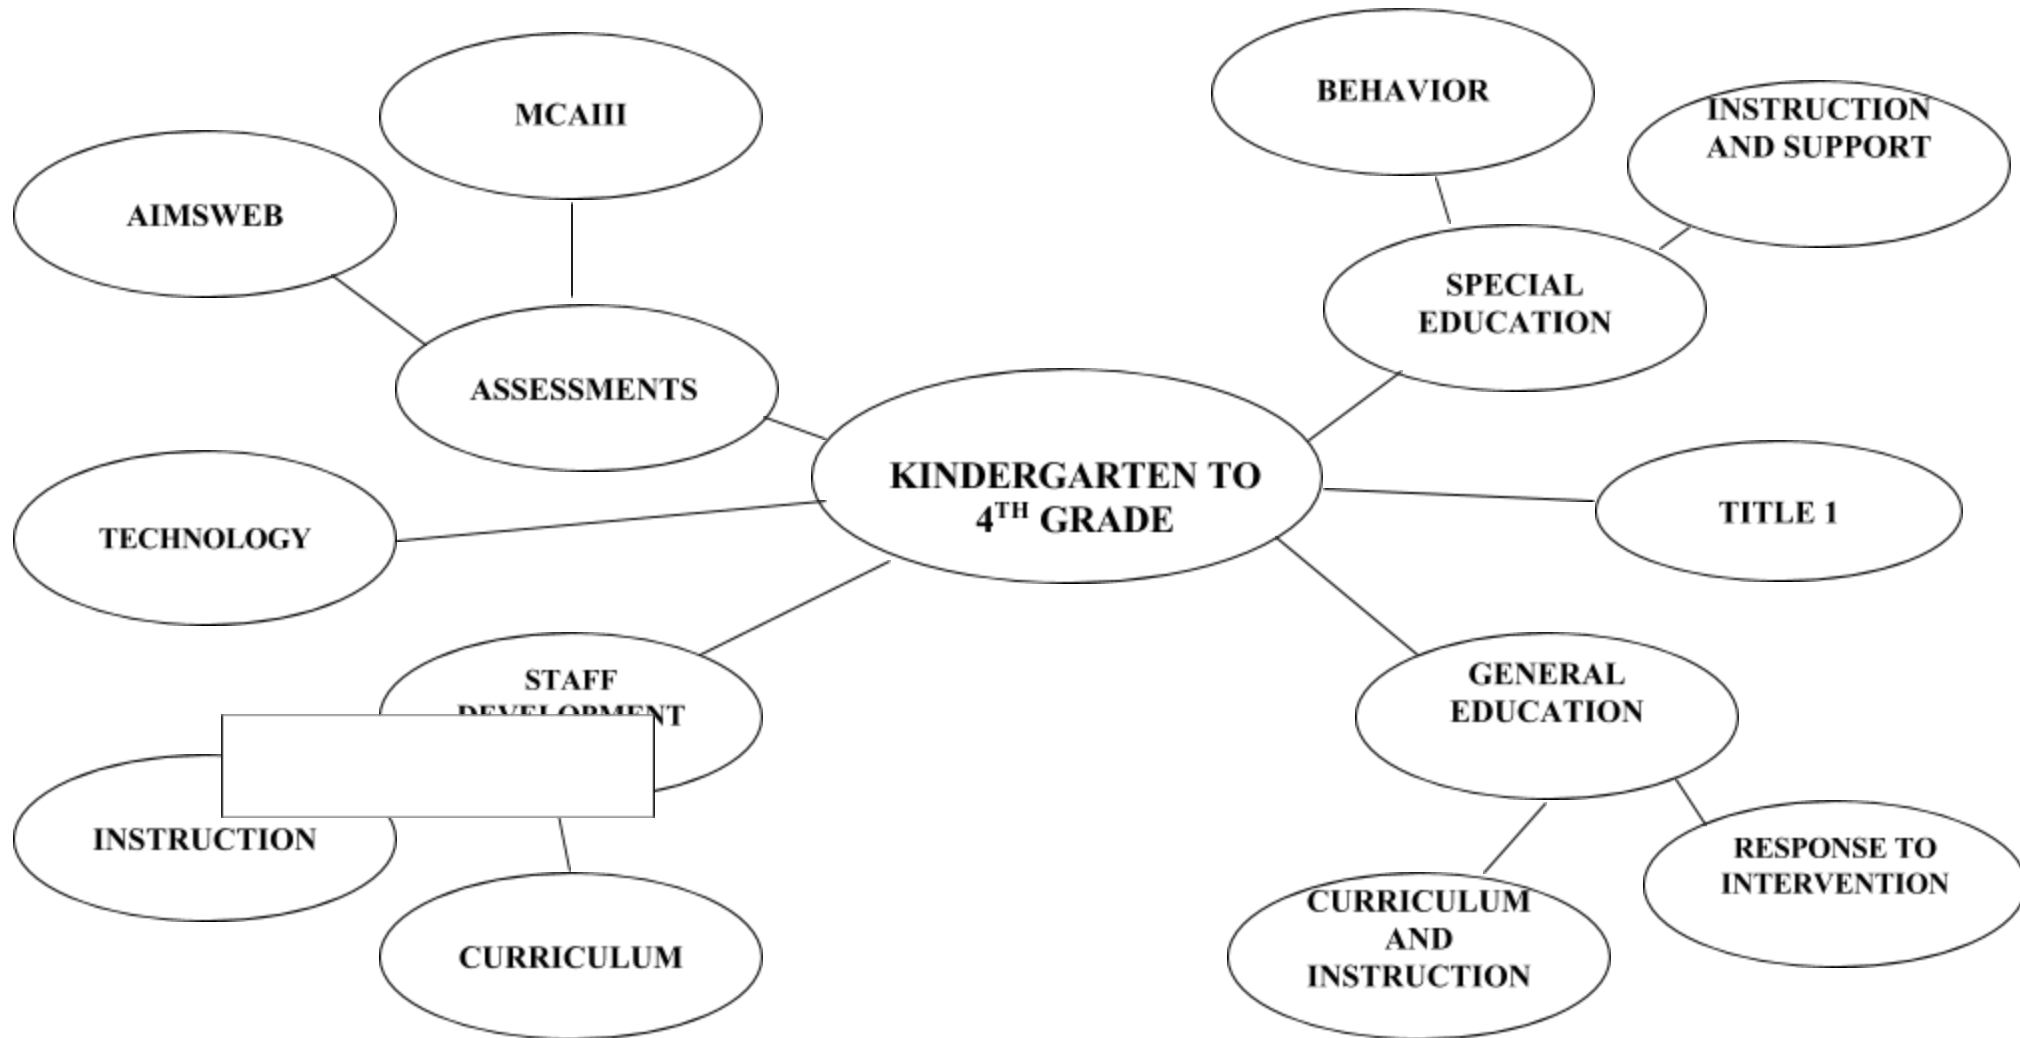 MCAIII
BEHAVIOR
INSTRUCTION
AND SUPPORT
AIMSWEB
SPECIAL
EDUCATION
ASSESSMENTS
KINDERGARTEN TO
4TH GRADE
TITLE 1
TECHNOLOGY
STAFF
DEVELOPMENT
GENERAL
EDUCATION
INSTRUCTION
RESPONSE TO
INTERVENTION
CURRICULUM
CURRICULUM
AND
INSTRUCTION